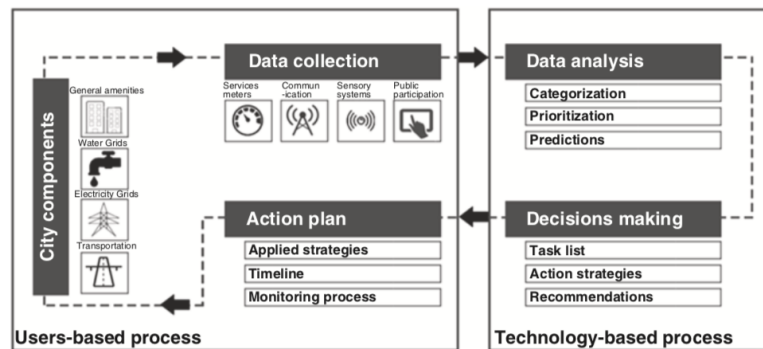 Data collection
Data analysis
City components
General amenities
Water Grids
Electricity Grids
Transportation
Services
meters
Commun
-ication
Sensory
systems
Public
participation
Categorization
Prioritization
Predictions
Action plan
Applied strategies
Timeline
Monitoring process
Decisions making
Task list
Action strategies
Recommendations
Users-based process
Technology-based process